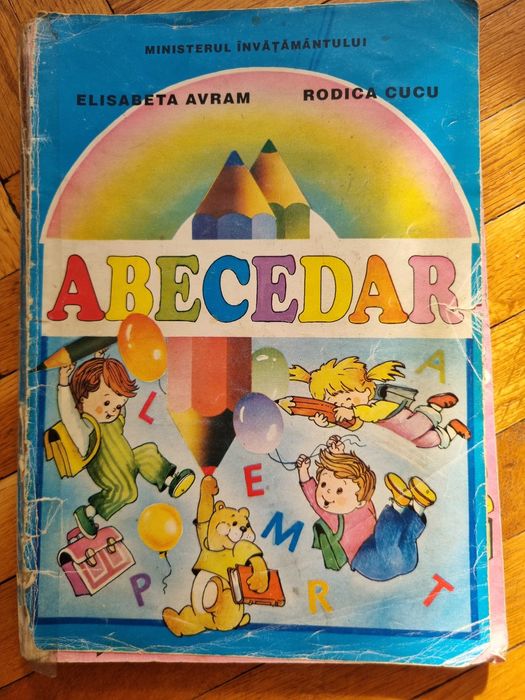 MINISTERUL ÎNVĂȚĂMÂNTULUI
ELISABETA AVRAM RODICA CUCU
ABECEDAR
A
L
E
M
P
R
T